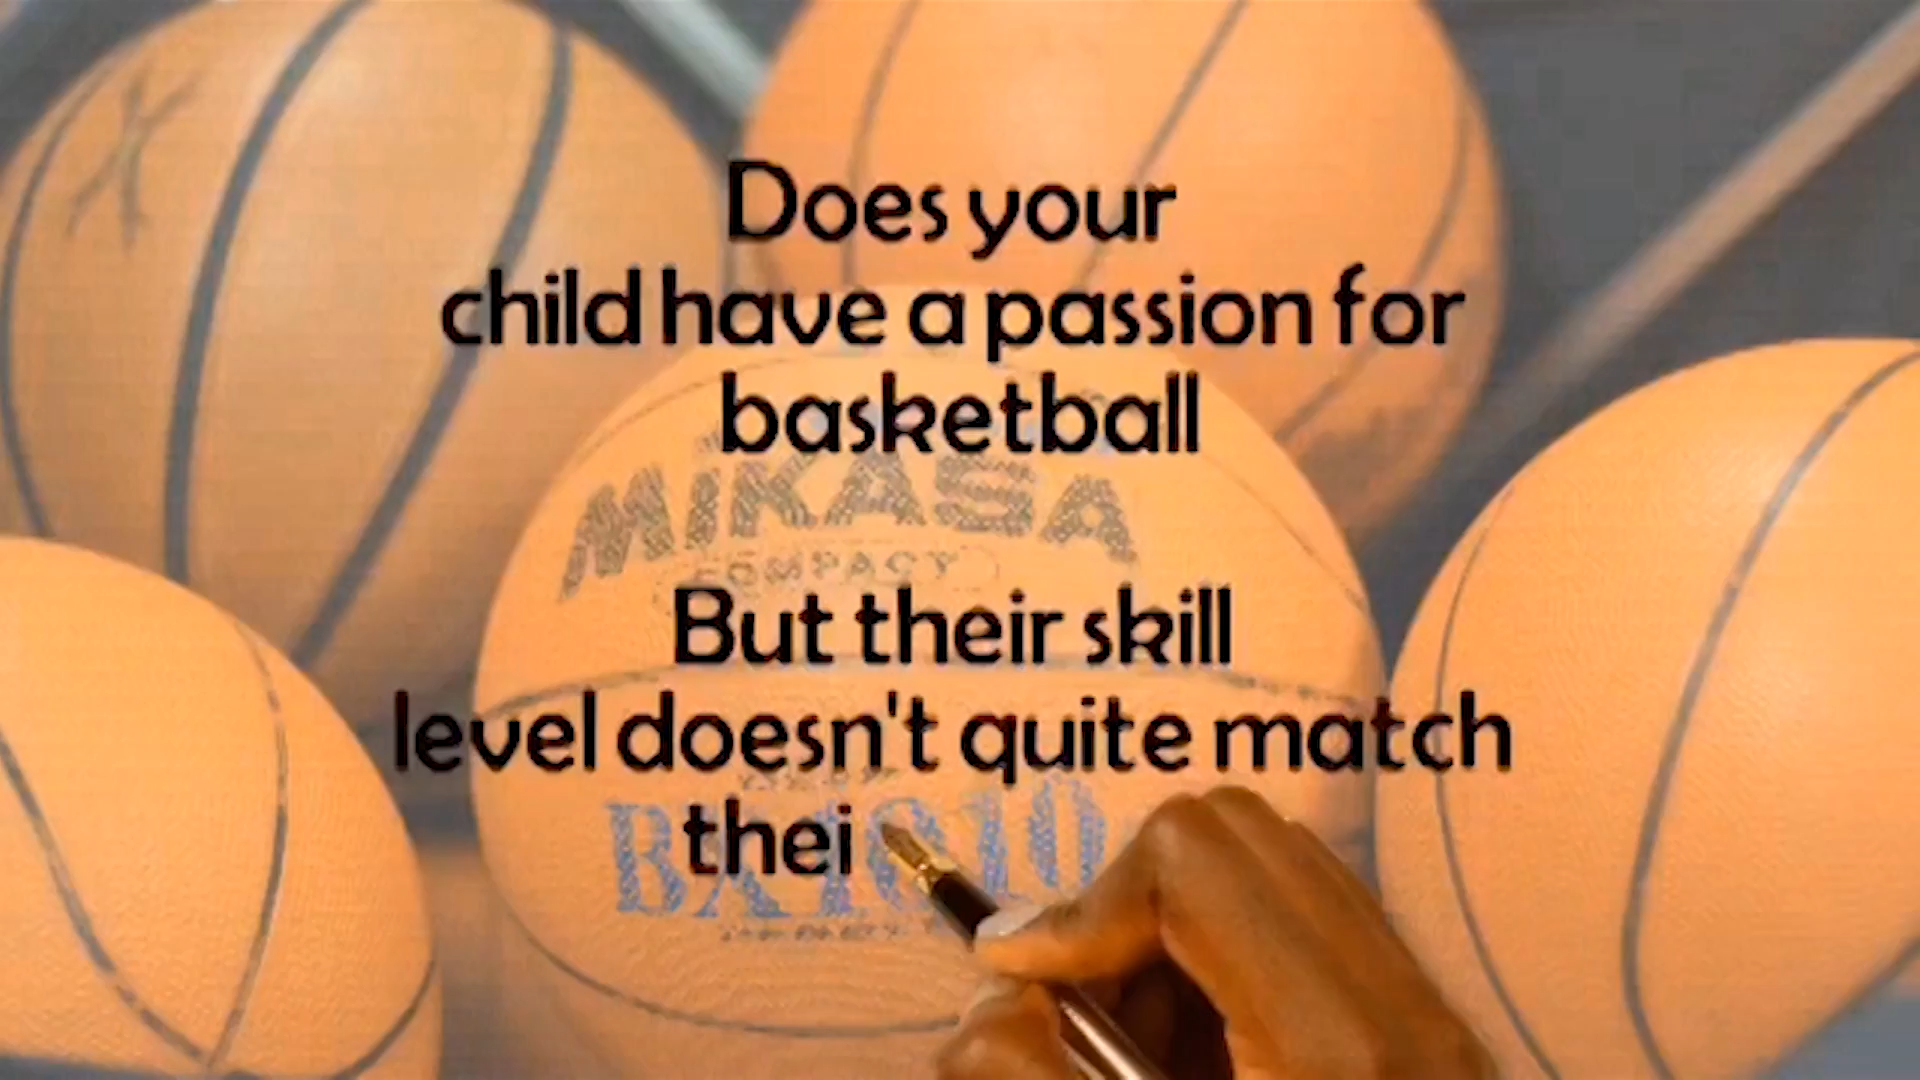 Does your
child have a passion for
basketball
MIKASA
COMPACT
But their skill
level doesn't quite match
thei